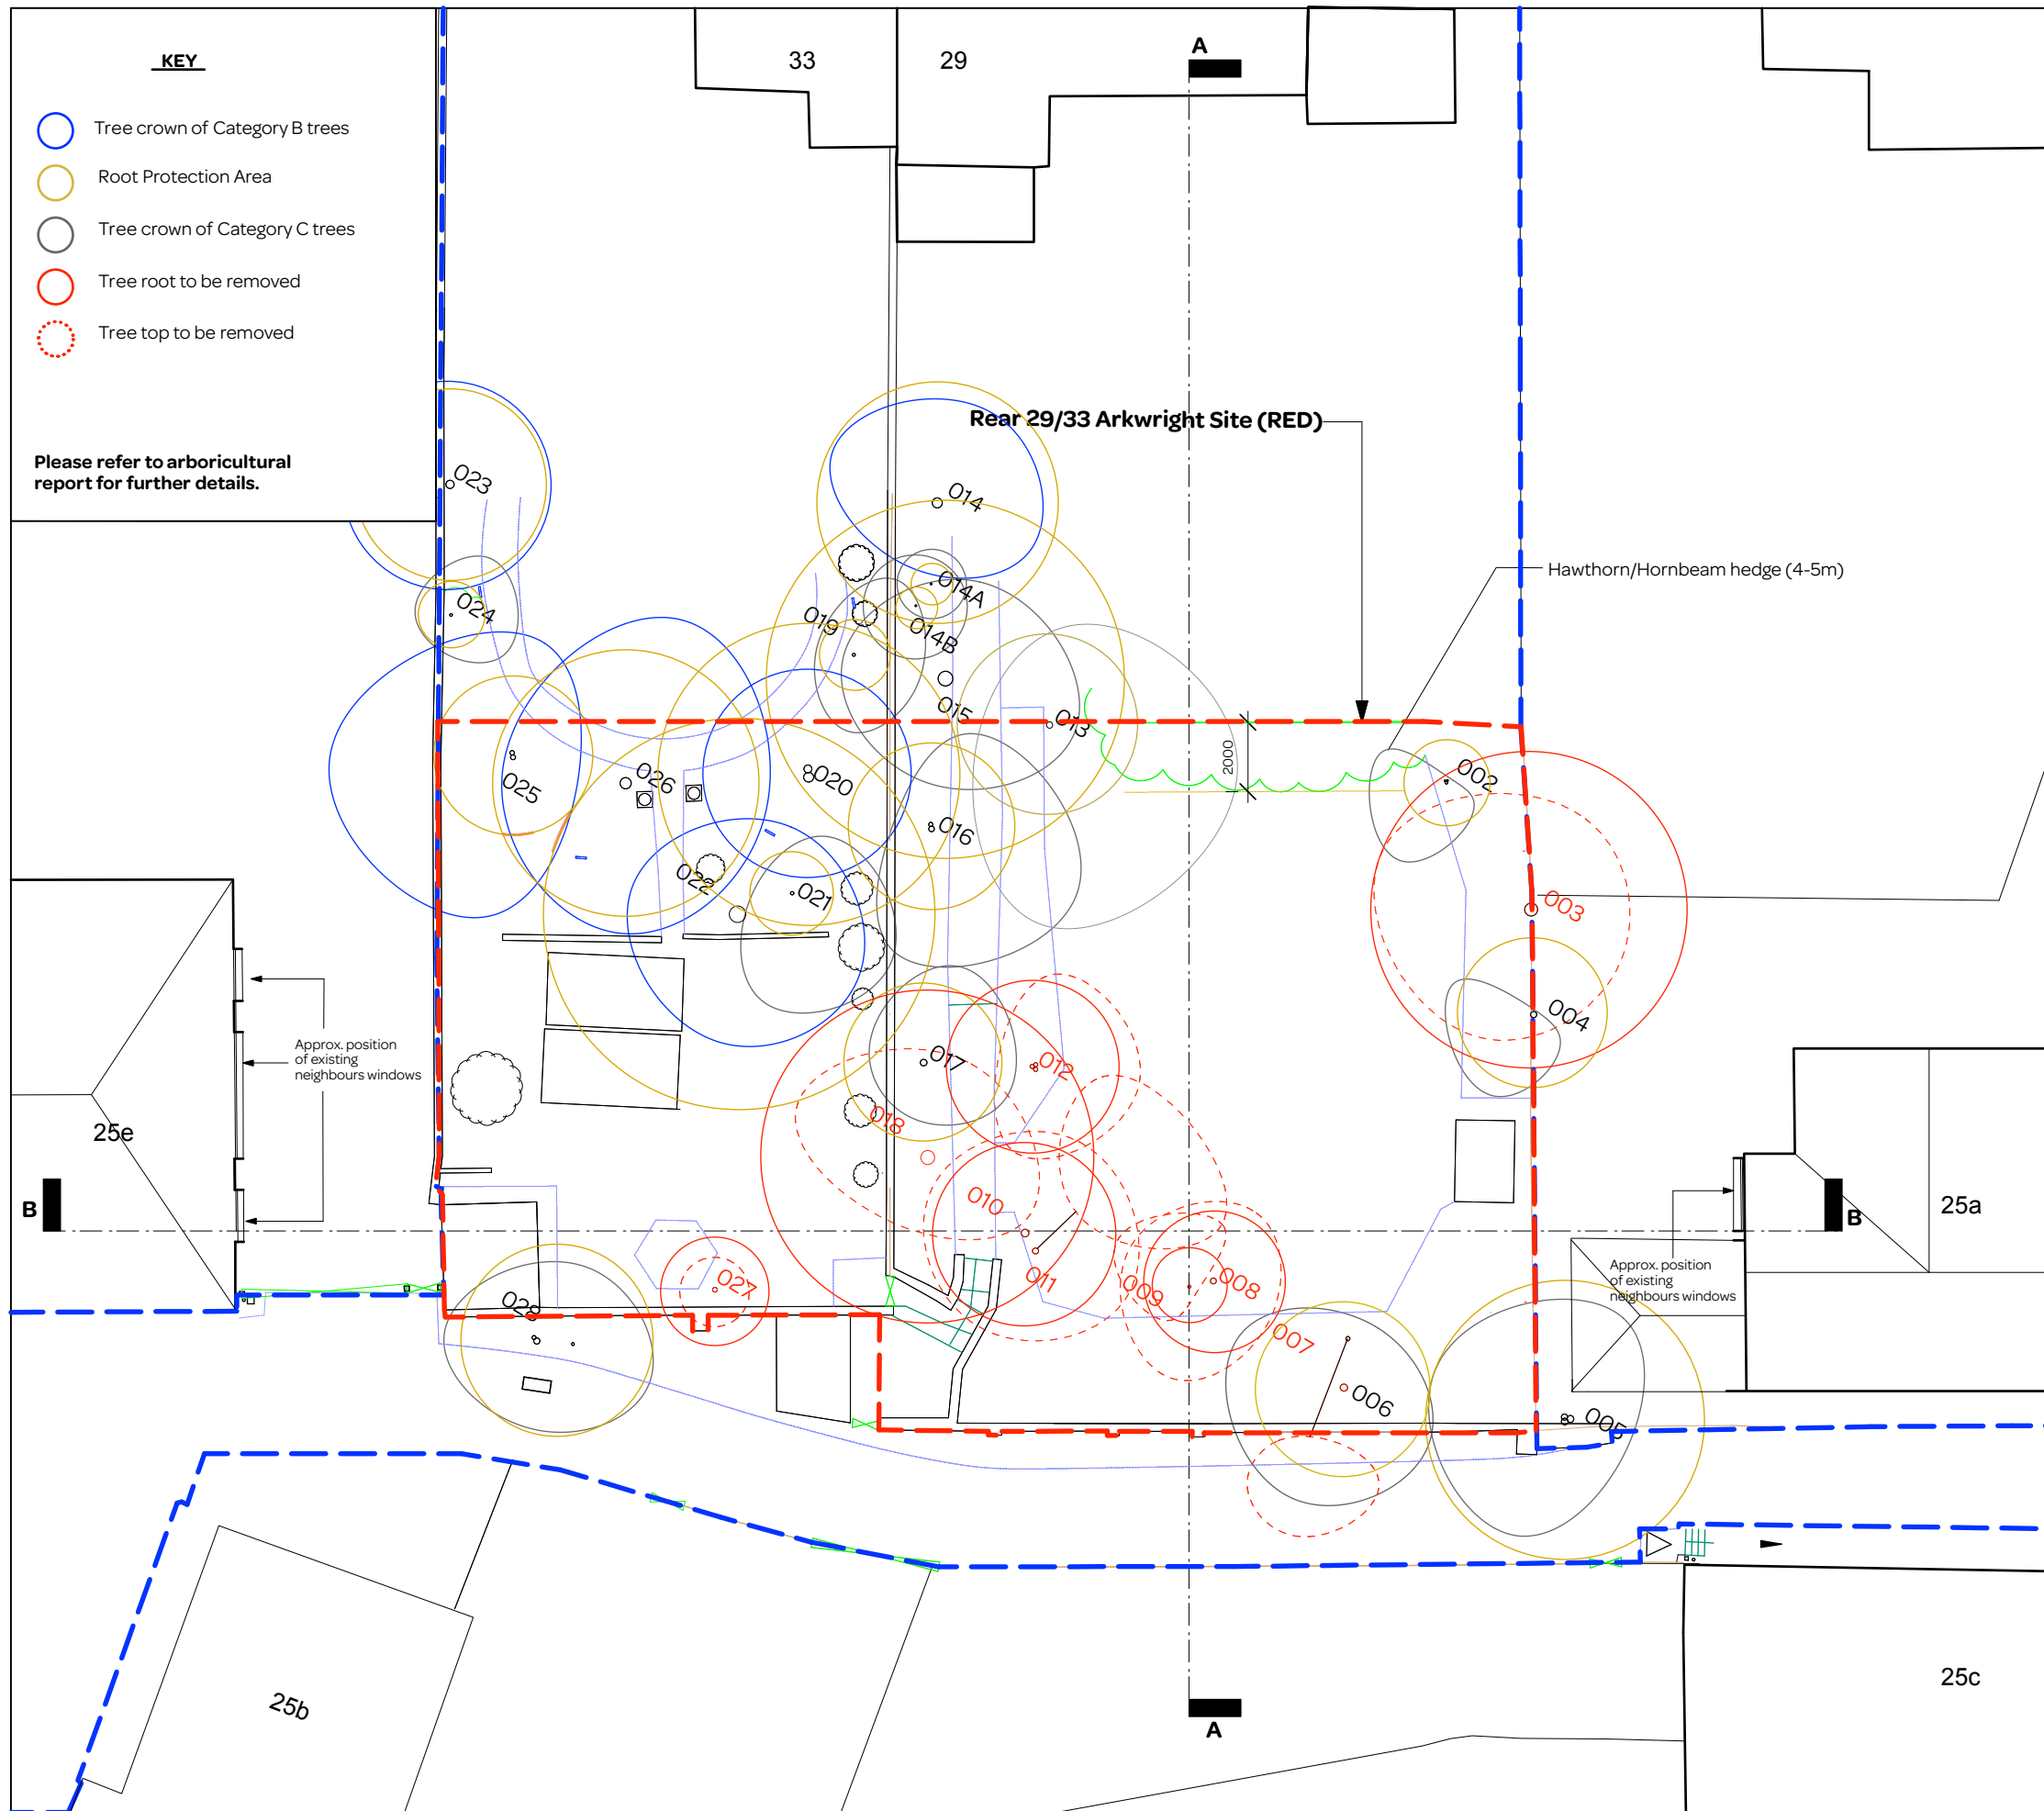 KEY
Tree crown of Category B trees
Root Protection Area
Tree crown of Category C trees
Tree root to be removed
Tree top to be removed
Please refer to arboricultural
report for further details.
33
29
A
Rear 29/33 Arkwright Site (RED)
Hawthorn/Hornbeam hedge (4-5m)
023
014
024
014A
019
014B
015
013
2000
002
025
026
020
016
022
021
003
004
017
012
018
Approx. position
of existing
neighbours windows
25e
B
010
011
009
008
027
028
007
006
005
Approx. position
of existing
neighbours windows
B
25a
25b
25c
A